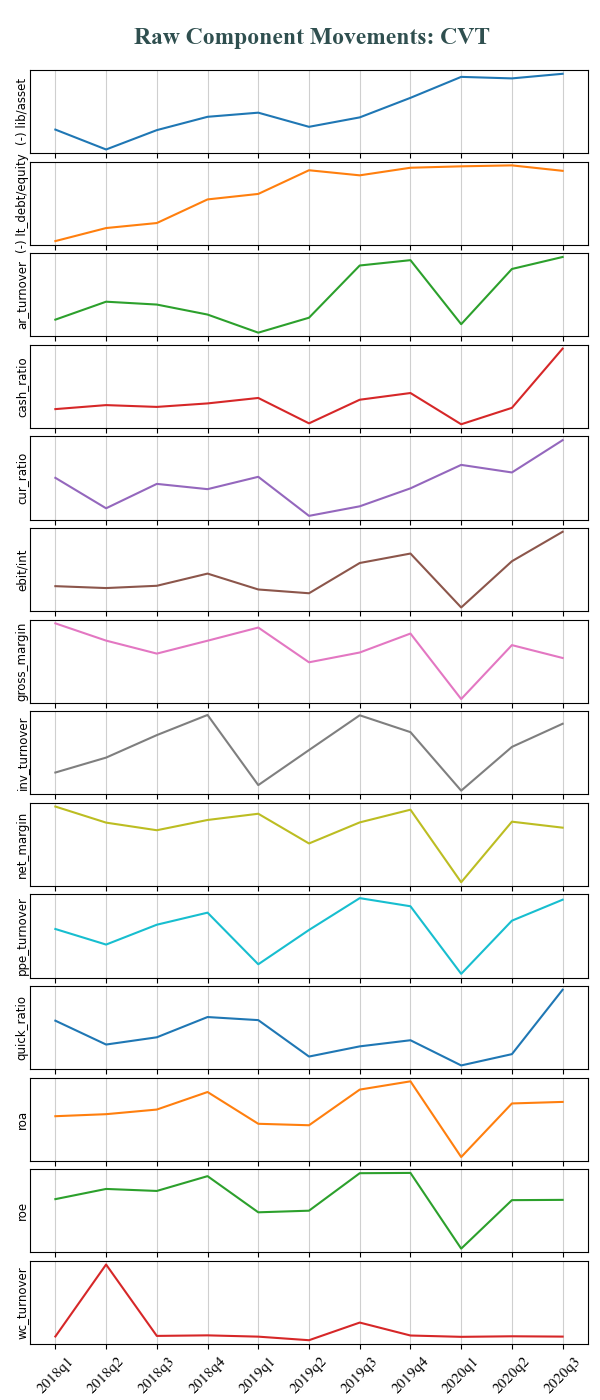 Raw Component Movements: CVT
(-) lib/asset
(-) lt_debt/equity
ar_turnover
cash_ratio
cur_ratio
ebit/int
gross_margin
inv_turnover
net_margin
ppe_turnover
quick_ratio
roa
roe
wc_turnover
2018q1 2018q2 2018q3 2018q4 2019q1 2019q2 2019q3 2019q4 2020q1 2020q2 2020q3